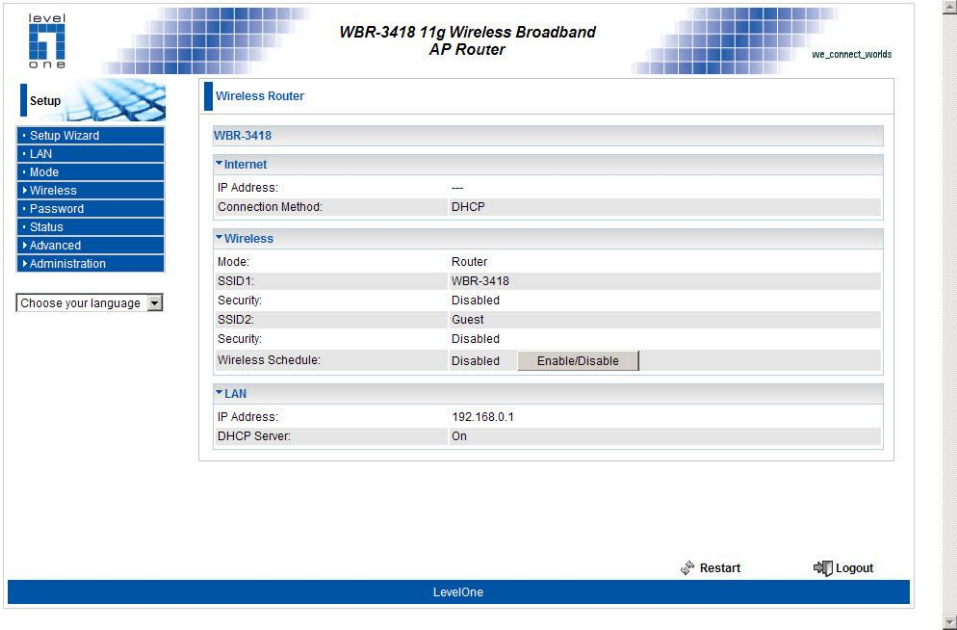 level
one
WBR-3418 11g Wireless Broadband
AP Router
we_connect_worlds
Setup
Setup Wizard
LAN
Mode
Wireless
Password
Status
Advanced
Administration
Choose your language
Wireless Router
WBR-3418
Internet
IP Address: ---
Connection Method: DHCP
Wireless
Mode: Router
SSID1: WBR-3418
Security: Disabled
SSID2: Guest
Security: Disabled
Wireless Schedule: Disabled Enable/Disable
LAN
IP Address: 192.168.0.1
DHCP Server: On
Restart Logout
LevelOne